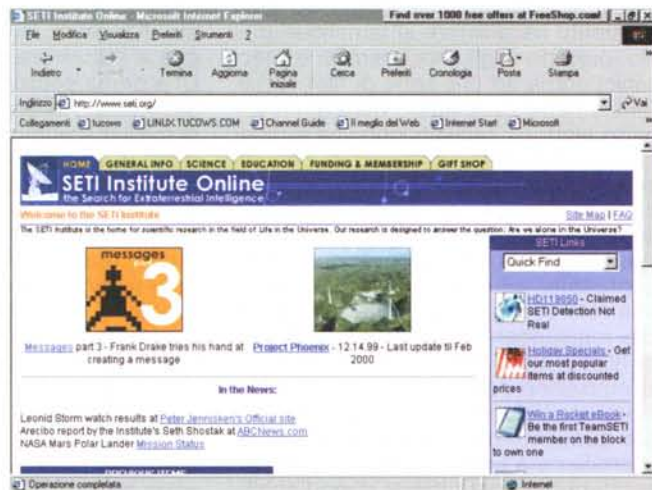 SETI Institute Online - Microsoft Internet Explorer
Find over 1000 free offers at FreeShop.com!
File Modifica Visualizza Preferiti Strumenti ?
Indietro Termina Aggiorna Pagina iniziale Cerca Preferiti Cronologia Posta Stampa
Indirizzo http://www.seti.org/ Vai
Collegamenti tucows LINUX.TUCOWS.COM Channel Guide Il meglio del Web Internet Start Microsoft
HOME GENERAL INFO SCIENCE EDUCATION FUNDING & MEMBERSHIP GIFT SHOP
SETI Institute Online
the Search for Extraterrestrial Intelligence
Welcome to the SETI Institute
Site Map | FAQ
The SETI Institute is the home for scientific research in the field of Life in the Universe. Our research is designed to answer the question: Are we alone in the Universe?
messages
3
Messages part 3 - Frank Drake tries his hand at
creating a message
Project Phoenix - 12.14.99 - Last update til Feb
2000
In the News:
Leonid Storm watch results at Peter Jennisken's Official site
Arecibo report by the Institute's Seth Shostak at ABCNews.com
NASA Mars Polar Lander Mission Status
PREVIOUS ITEMS
SETI Links
Quick Find
- Claimed
SETI Detection Not
Real
Holiday Specials - Get
our most popular
items at discounted
prices
Win a Rocket eBook -
Be the first TeamSETI
member on the block
to own one
Operazione completata
Internet